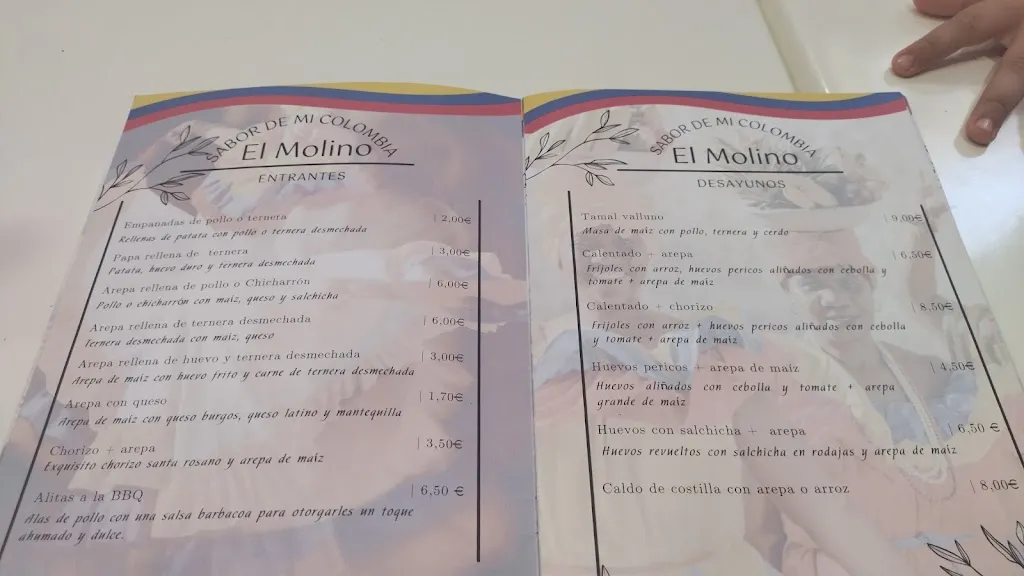 SABOR DE MI COLOMBIA
El Molino
ENTRANTES
Empanadas de pollo o ternera | 2,00€
Rellenas de patata con pollo o ternera desmechada
Papa rellena de ternera | 3,00€
Patata, huevo duro y ternera desmechada
Arepa rellena de pollo o Chicharrón | 6,00€
Pollo o chicharrón con maíz, queso y salchicha
Arepa rellena de ternera desmechada | 6,00€
Ternera desmechada con maíz, queso
Arepa rellena de huevo y ternera desmechada | 3,00€
Arepa de maíz con huevo frito y carne de ternera desmechada
Arepa con queso | 1,70€
Arepa de maíz con queso burgos, queso latino y mantequilla
Chorizo + arepa | 3,50€
Exquisito chorizo santa rosano y arepa de maíz
Alitas a la BBQ | 6,50 €
Alas de pollo con una salsa barbacoa para otorgarles un toque
ahumado y dulce.
SABOR DE MI COLOMBIA
El Molino
DESAYUNOS
Tamal valluno | 9,00€
Masa de maíz con pollo, ternera y cerdo
Calentado + arepa | 6,50€
Frijoles con arroz, huevos pericos aliñados con cebolla y
tomate + arepa de maíz
Calentado + chorizo | 8,50€
Frijoles con arroz + huevos pericos aliñados con cebolla
y tomate + arepa de maíz
Huevos pericos + arepa de maíz | 4,50€
Huevos aliñados con cebolla y tomate + arepa
grande de maíz
Huevos con salchicha + arepa | 6,50 €
Huevos revueltos con salchicha en rodajas y arepa de maíz
Caldo de costilla con arepa o arroz | 8,00€